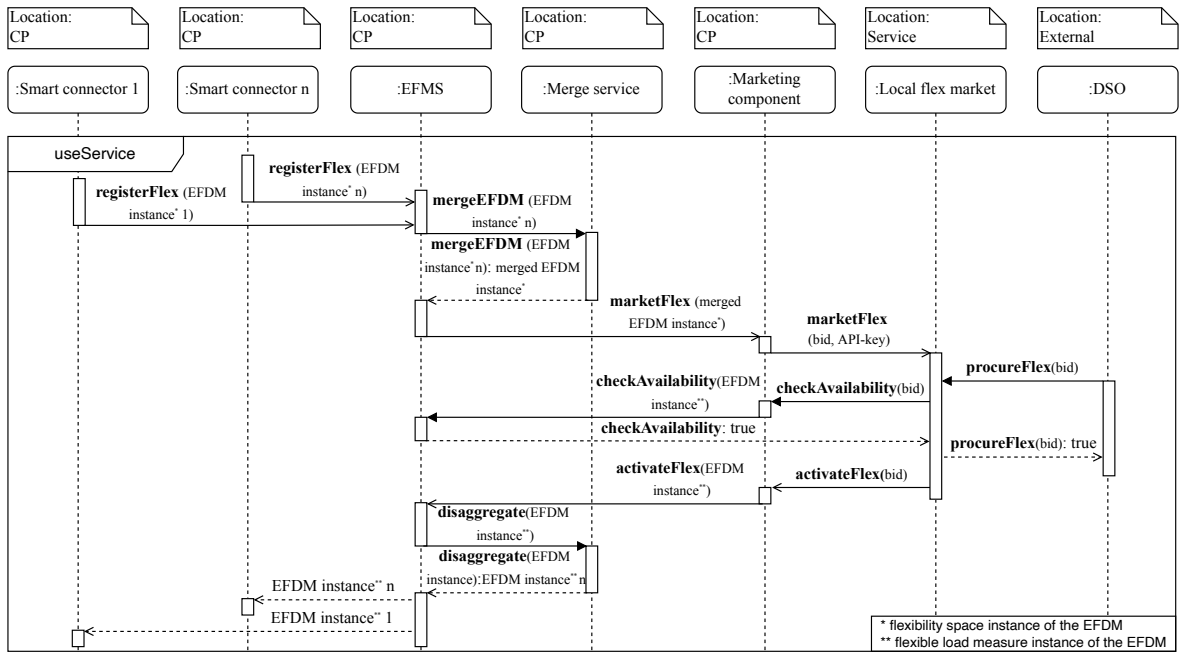 Location:
CP
Location:
CP
Location:
CP
Location:
CP
Location:
CP
Location:
Service
Location:
External
:Smart connector 1
:Smart connector n
:EFMS
:Merge service
:Marketing
component
:Local flex market
:DSO
useService
registerFlex (EFDM
instance* n)
registerFlex (EFDM
instance* 1)
mergeEFDM (EFDM
instance* n)
mergeEFDM (EFDM
instance*n): merged EFDM
instance*
marketFlex (merged
EFDM instance*)
marketFlex
(bid, API-key)
procureFlex(bid)
checkAvailability(EFDM
instance**)
checkAvailability(bid)
checkAvailability: true
procureFlex(bid): true
activateFlex(EFDM
instance**)
activateFlex(bid)
disaggregate(EFDM
instance**)
disaggregate(EFDM
instance):EFDM instance** n
EFDM instance** n
EFDM instance** 1
* flexibility space instance of the EFDM
** flexible load measure instance of the EFDM